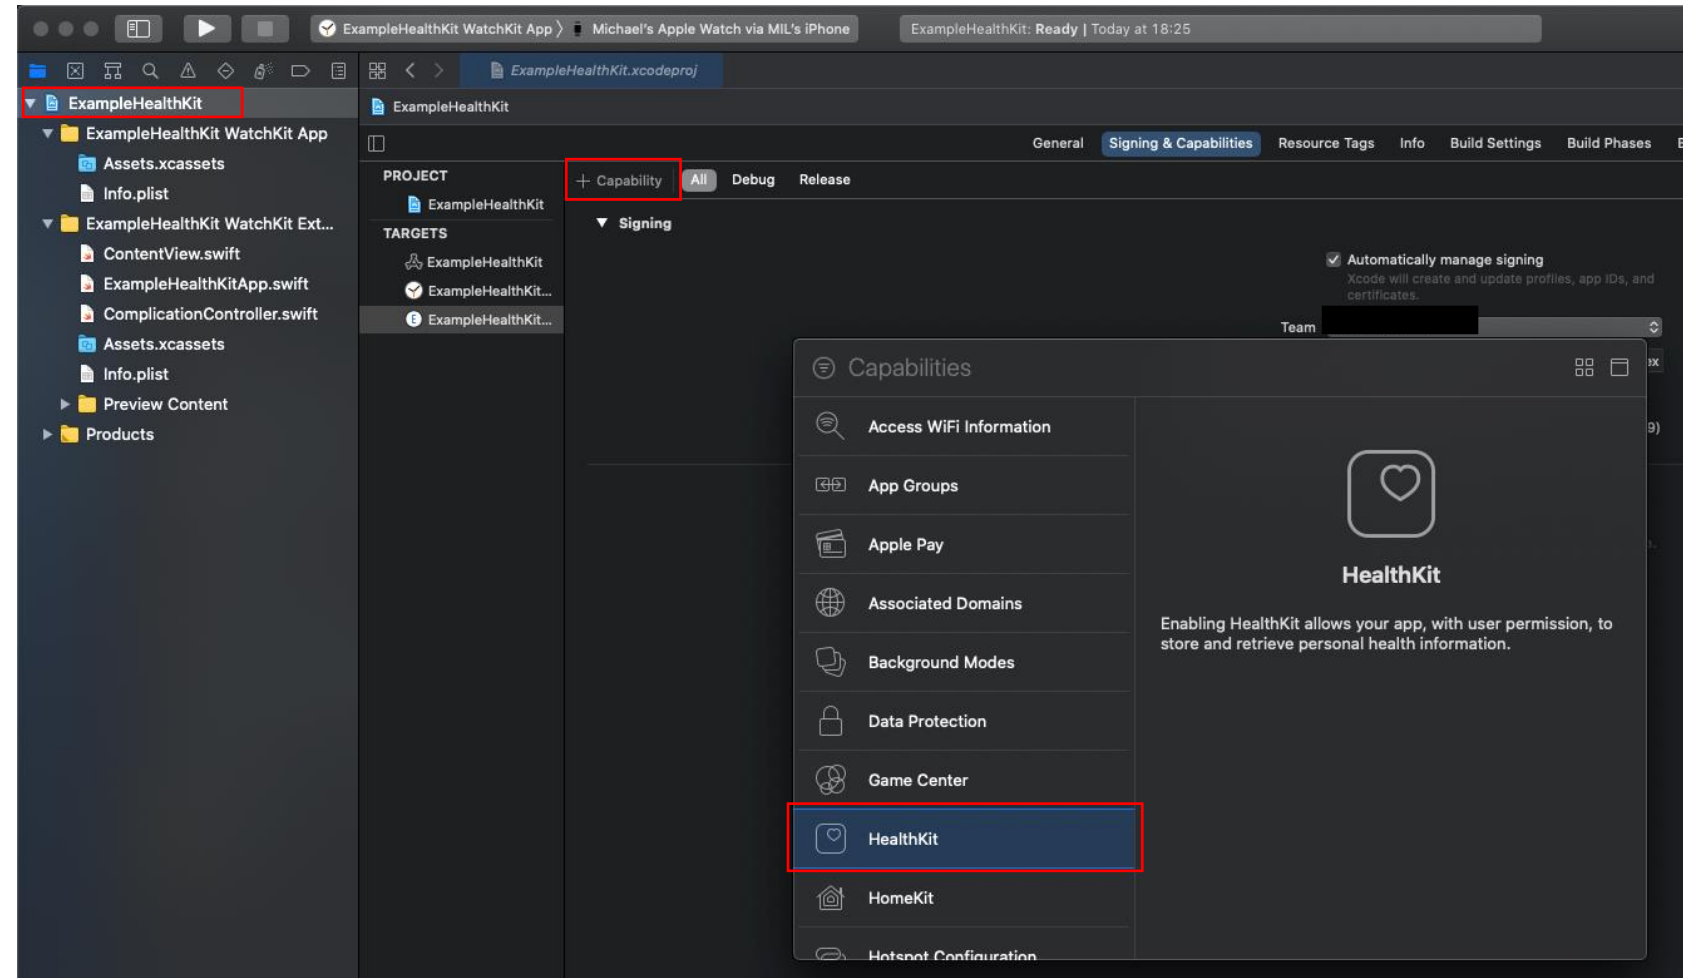 ExampleHealthKit WatchKit App 〉 Michael's Apple Watch via MIL's iPhone
ExampleHealthKit: Ready | Today at 18:25
ExampleHealthKit.xcodeproj
ExampleHealthKit
ExampleHealthKit WatchKit App
Assets.xcassets
Info.plist
ExampleHealthKit WatchKit Ext...
ContentView.swift
ExampleHealthKitApp.swift
ComplicationController.swift
Assets.xcassets
Info.plist
Preview Content
Products
ExampleHealthKit
General Signing & Capabilities Resource Tags Info Build Settings Build Phases
PROJECT
ExampleHealthKit
TARGETS
ExampleHealthKit
ExampleHealthKit...
ExampleHealthKit...
+ Capability All Debug Release
Signing
Automatically manage signing
Xcode will create and update profiles, app IDs, and
certificates.
Team
ex
9)
Capabilities
Access WiFi Information
App Groups
Apple Pay
Associated Domains
Background Modes
Data Protection
Game Center
HealthKit
HomeKit
Hotspot Configuration
HealthKit
Enabling HealthKit allows your app, with user permission, to
store and retrieve personal health information.